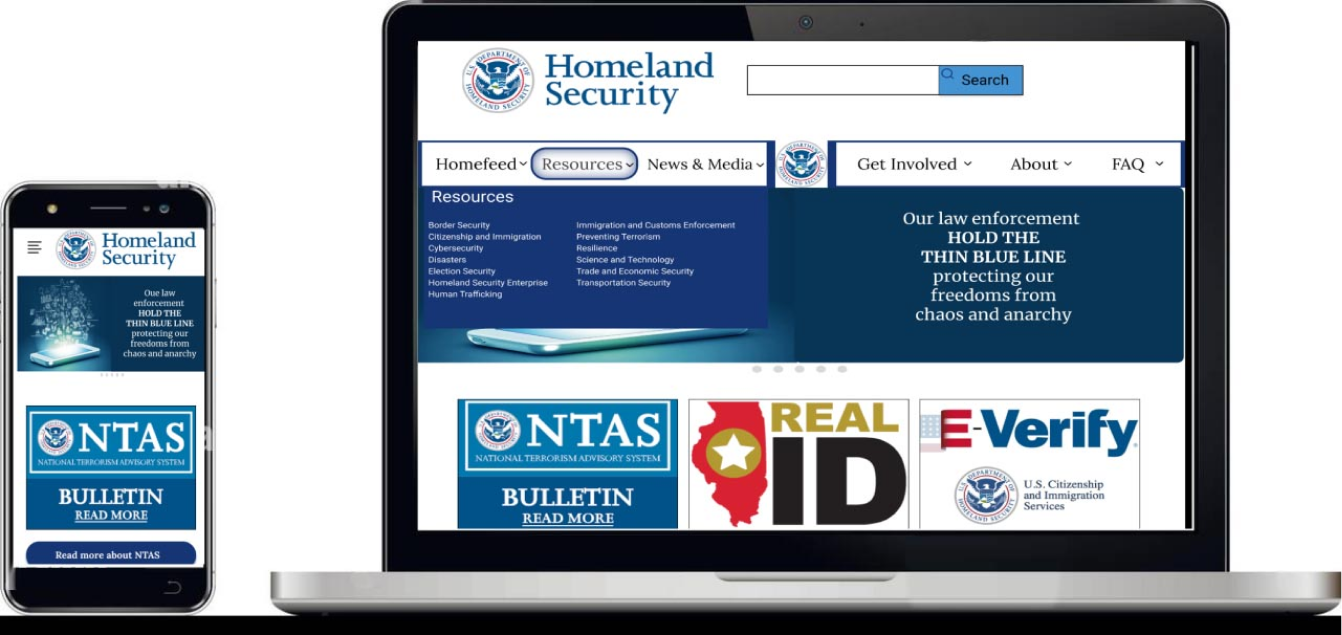 Homeland
Security
Our law
enforcement
HOLD THE
THIN BLUE LINE
protecting our
freedoms from
chaos and anarchy
NTAS
NATIONAL TERRORISM ADVISORY SYSTEM
BULLETIN
READ MORE
Read more about NTAS
U.S. DEPARTMENT OF
HOMELAND SECURITY
Homeland
Security
Search
Homefeed
Resources
News & Media
Get Involved
About
FAQ
Resources
Border Security
Citizenship and Immigration
Cybersecurity
Disasters
Election Security
Homeland Security Enterprise
Human Trafficking
Immigration and Customs Enforcement
Preventing Terrorism
Resilience
Science and Technology
Trade and Economic Security
Transportation Security
Our law enforcement
HOLD THE
THIN BLUE LINE
protecting our
freedoms from
chaos and anarchy
NTAS
NATIONAL TERRORISM ADVISORY SYSTEM
BULLETIN
READ MORE
REAL
ID
E-Verify
U.S. Citizenship
and Immigration
Services